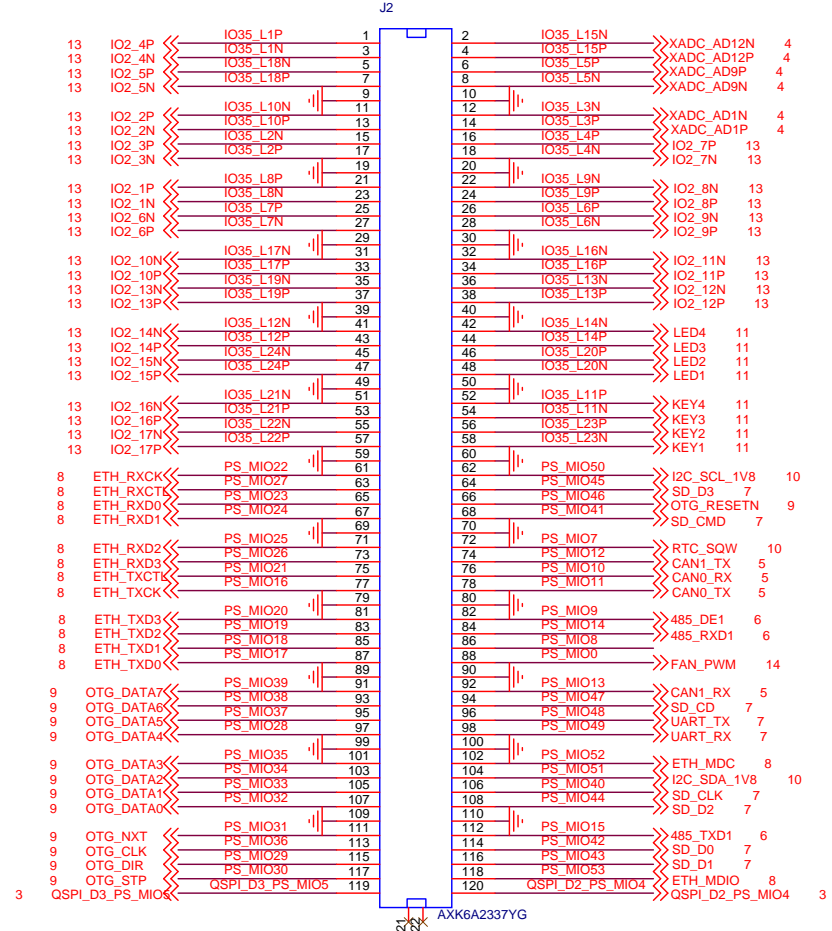 J2
13 IO2_4P IO35_L1P 1 2 IO35_L15N XADC_AD12N 4
13 IO2_4N IO35_L1N 3 4 IO35_L15P XADC_AD12P 4
13 IO2_5P IO35_L18N 5 6 IO35_L5P XADC_AD9P 4
13 IO2_5N IO35_L18P 7 8 IO35_L5N XADC_AD9N 4
9 10
13 IO2_2P IO35_L10N 11 12 IO35_L3N XADC_AD1N 4
13 IO2_2N IO35_L10P 13 14 IO35_L3P XADC_AD1P 4
13 IO2_3P IO35_L2N 15 16 IO35_L4P IO2_7P 13
13 IO2_3N IO35_L2P 17 18 IO35_L4N IO2_7N 13
19 20
13 IO2_1P IO35_L8P 21 22 IO35_L9N IO2_8N 13
13 IO2_1N IO35_L8N 23 24 IO35_L9P IO2_8P 13
13 IO2_6N IO35_L7P 25 26 IO35_L6P IO2_9N 13
13 IO2_6P IO35_L7N 27 28 IO35_L6N IO2_9P 13
29 30
13 IO2_10N IO35_L17N 31 32 IO35_L16N IO2_11N 13
13 IO2_10P IO35_L17P 33 34 IO35_L16P IO2_11P 13
13 IO2_13N IO35_L19N 35 36 IO35_L13N IO2_12N 13
13 IO2_13P IO35_L19P 37 38 IO35_L13P IO2_12P 13
39 40
13 IO2_14N IO35_L12N 41 42 IO35_L14N LED4 11
13 IO2_14P IO35_L12P 43 44 IO35_L14P LED3 11
13 IO2_15N IO35_L24N 45 46 IO35_L20P LED2 11
13 IO2_15P IO35_L24P 47 48 IO35_L20N LED1 11
49 50
13 IO2_16N IO35_L21N 51 52 IO35_L11P KEY4 11
13 IO2_16P IO35_L21P 53 54 IO35_L11N KEY3 11
13 IO2_17N IO35_L22N 55 56 IO35_L23P KEY2 11
13 IO2_17P IO35_L22P 57 58 IO35_L23N KEY1 11
59 60
8 ETH_RXCK PS_MIO22 61 62 PS_MIO50 I2C_SCL_1V8 10
8 ETH_RXCTL PS_MIO27 63 64 PS_MIO45 SD_D3 7
8 ETH_RXD0 PS_MIO23 65 66 PS_MIO46 OTG_RESETN 9
8 ETH_RXD1 PS_MIO24 67 68 PS_MIO41 SD_CMD 7
69 70
8 ETH_RXD2 PS_MIO25 71 72 PS_MIO7 RTC_SQW 10
8 ETH_RXD3 PS_MIO26 73 74 PS_MIO12 CAN1_TX 5
8 ETH_TXCTL PS_MIO21 75 76 PS_MIO10 CAN0_RX 5
8 ETH_TXCK PS_MIO16 77 78 PS_MIO11 CAN0_TX 5
79 80
8 ETH_TXD3 PS_MIO20 81 82 PS_MIO9 485_DE1 6
8 ETH_TXD2 PS_MIO19 83 84 PS_MIO14 485_RXD1 6
8 ETH_TXD1 PS_MIO18 85 86 PS_MIO8
8 ETH_TXD0 PS_MIO17 87 88 PS_MIO0 FAN_PWM 14
89 90
9 OTG_DATA7 PS_MIO39 91 92 PS_MIO13 CAN1_RX 5
9 OTG_DATA6 PS_MIO38 93 94 PS_MIO47 SD_CD 7
9 OTG_DATA5 PS_MIO37 95 96 PS_MIO48 UART_TX 7
9 OTG_DATA4 PS_MIO28 97 98 PS_MIO49 UART_RX 7
99 100
9 OTG_DATA3 PS_MIO35 101 102 PS_MIO52 ETH_MDC 8
9 OTG_DATA2 PS_MIO34 103 104 PS_MIO51 I2C_SDA_1V8 10
9 OTG_DATA1 PS_MIO33 105 106 PS_MIO40 SD_CLK 7
9 OTG_DATA0 PS_MIO32 107 108 PS_MIO44 SD_D2 7
109 110
9 OTG_NXT PS_MIO31 111 112 PS_MIO15 485_TXD1 6
9 OTG_CLK PS_MIO36 113 114 PS_MIO42 SD_D0 7
9 OTG_DIR PS_MIO29 115 116 PS_MIO43 SD_D1 7
9 OTG_STP PS_MIO30 117 118 PS_MIO53 ETH_MDIO 8
3 QSPI_D3_PS_MIO5 QSPI_D3_PS_MIO5 119 120 QSPI_D2_PS_MIO4 QSPI_D2_PS_MIO4 3
AXK6A2337YG